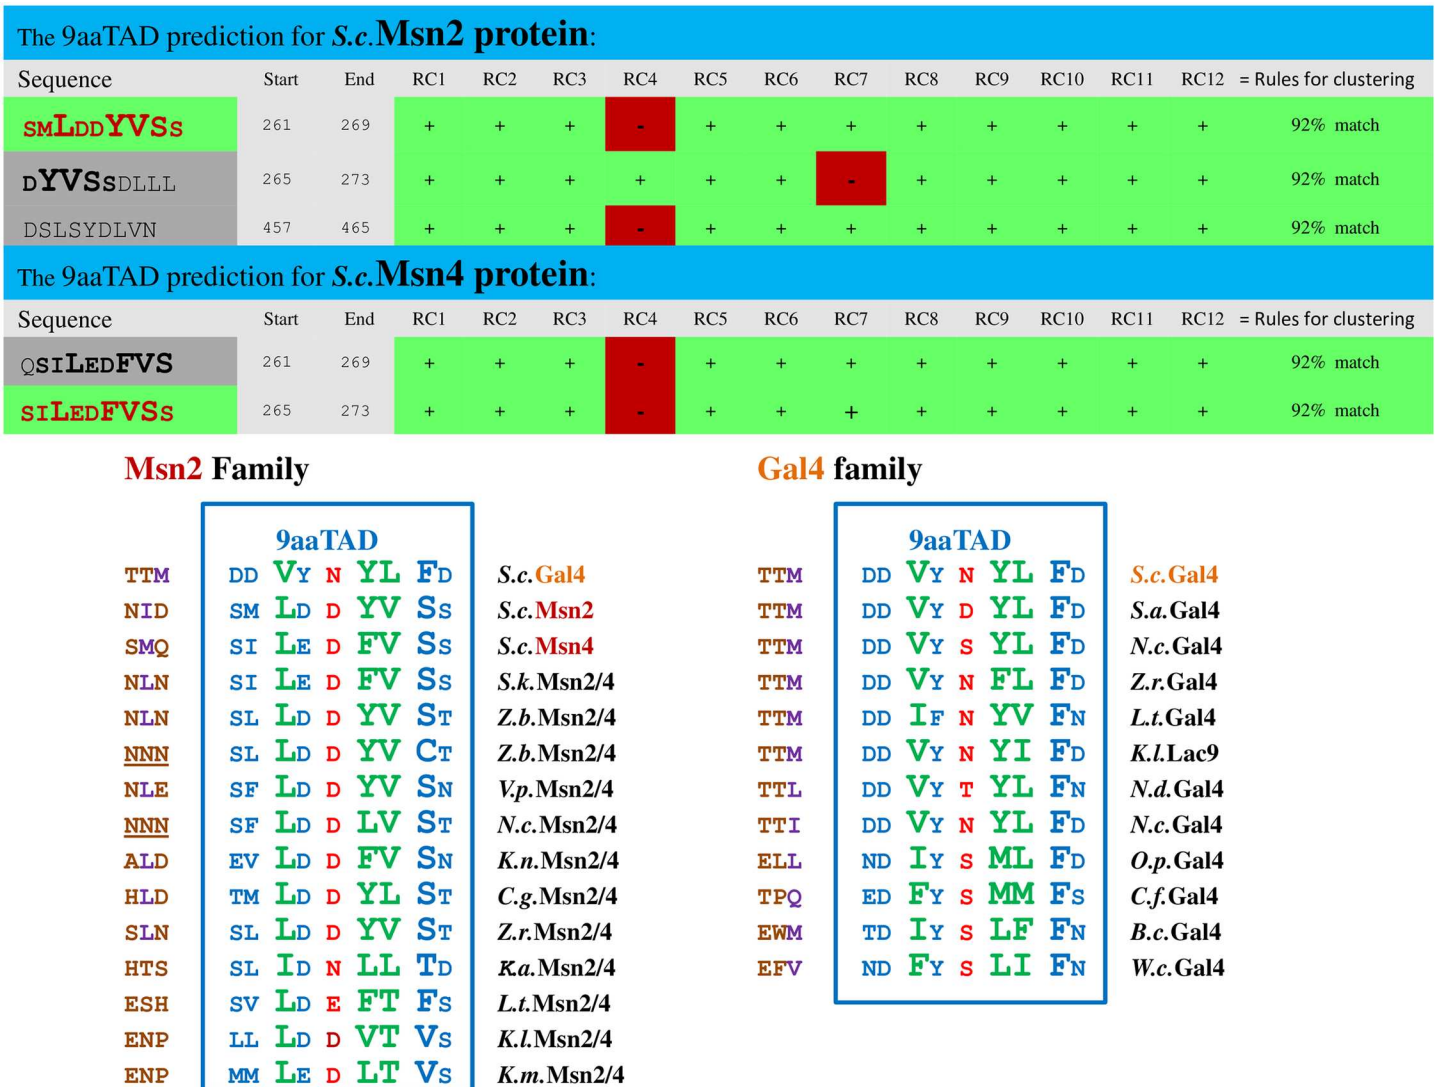 The 9aaTAD prediction for S.c.Msn2 protein:
Sequence Start End RC1 RC2 RC3 RC4 RC5 RC6 RC7 RC8 RC9 RC10 RC11 RC12 = Rules for clustering
SMLDDYVSS 261 269 + + + - + + + + + + + + 92% match
DYVSSDLLL 265 273 + + + + + + - + + + + + 92% match
DSLSYDLVN 457 465 + + + - + + + + + + + + 92% match
The 9aaTAD prediction for S.c.Msn4 protein:
Sequence Start End RC1 RC2 RC3 RC4 RC5 RC6 RC7 RC8 RC9 RC10 RC11 RC12 = Rules for clustering
QSILEDFVS 261 269 + + + - + + + + + + + + 92% match
SILEDFVSS 265 273 + + + - + + + + + + + + 92% match
Msn2 Family
9aaTAD
TTM DD VY N YL FD S.c.Gal4
NID SM LD D YV SS S.c.Msn2
SMQ SI LE D FV SS S.c.Msn4
NLN SI LE D FV SS S.k.Msn2/4
NLN SL LD D YV ST Z.b.Msn2/4
NNN SL LD D YV CT Z.b.Msn2/4
NLE SF LD D YV SN V.p.Msn2/4
NNN SF LD D LV ST N.c.Msn2/4
ALD EV LD D FV SN K.n.Msn2/4
HLD TM LD D YL ST C.g.Msn2/4
SLN SL LD D YV ST Z.r.Msn2/4
HTS SL ID N LL TD K.a.Msn2/4
ESH SV LD E FT FS L.t.Msn2/4
ENP LL LD D VT VS K.l.Msn2/4
ENP MM LE D LT VS K.m.Msn2/4
Gal4 family
9aaTAD
TTM DD VY N YL FD S.c.Gal4
TTM DD VY D YL FD S.a.Gal4
TTM DD VY S YL FD N.c.Gal4
TTM DD VY N FL FD Z.r.Gal4
TTM DD IF N YV FN L.t.Gal4
TTM DD VY N YI FD K.l.Lac9
TTL DD VY T YL FN N.d.Gal4
TTI DD VY N YL FD N.c.Gal4
ELL ND IY S ML FD O.p.Gal4
TPQ ED FY S MM FS C.f.Gal4
EWM TD IY S LF FN B.c.Gal4
EFV ND FY S LI FN W.c.Gal4